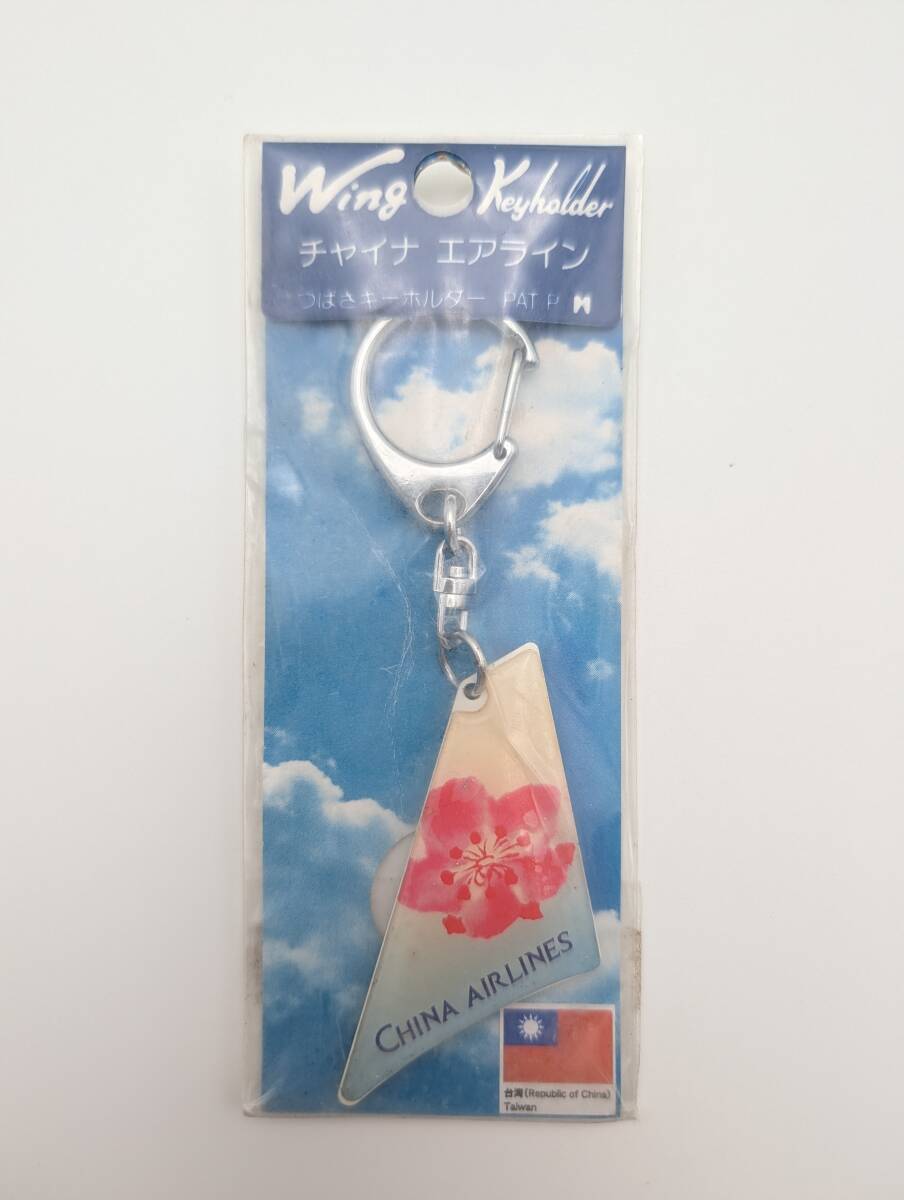 Wing Keyholder
チャイナ エアライン
つばさキーホルダー PAT P
CHINA AIRLINES
台灣(Republic of China)
Taiwan